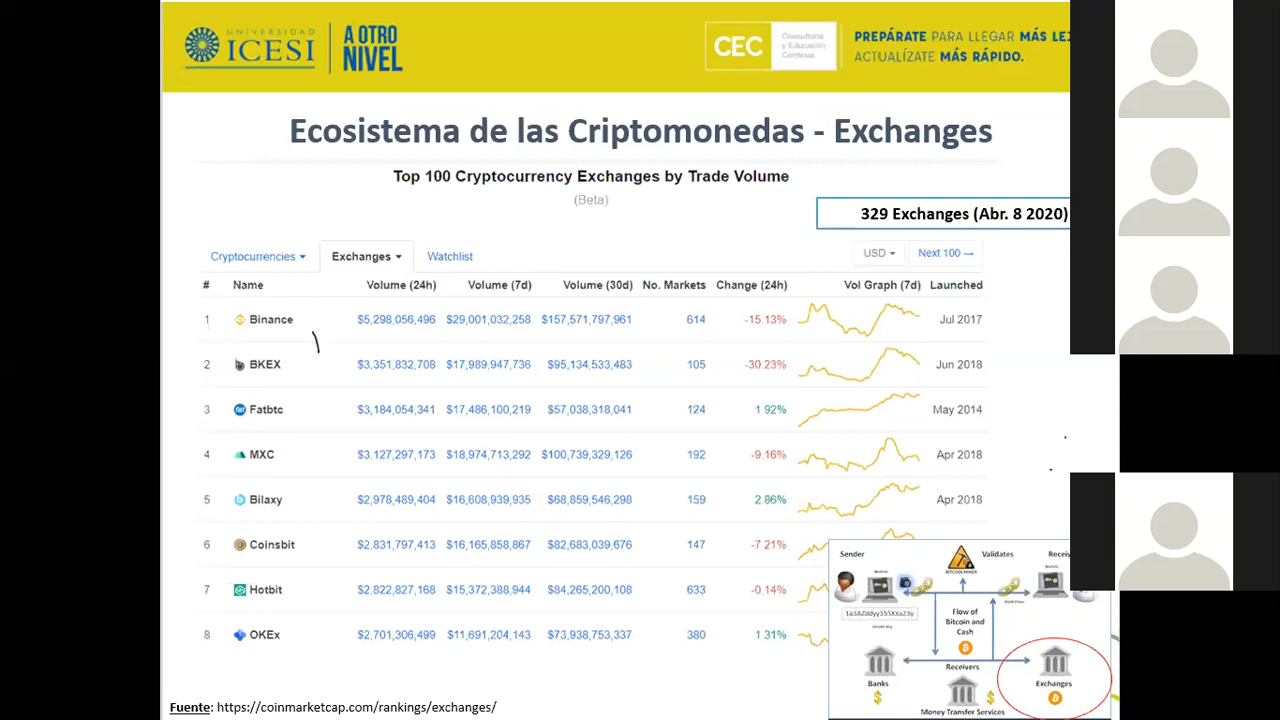 UNIVERSIDAD
ICESI
A OTRO
NIVEL
CEC
Consultoría
y Educación
Continua
PREPÁRATE PARA LLEGAR MÁS LE
ACTUALÍZATE MÁS RÁPIDO.
Ecosistema de las Criptomonedas - Exchanges
Top 100 Cryptocurrency Exchanges by Trade Volume
(Beta)
329 Exchanges (Abr. 8 2020)
Cryptocurrencies Exchanges Watchlist USD Next 100 →
# Name Volume (24h) Volume (7d) Volume (30d) No. Markets Change (24h) Vol Graph (7d) Launched
1 Binance $5,298,056,496 $29,001,032,258 $157,571,797,961 614 -15.13% Jul 2017
2 BKEX $3,351,832,708 $17,989,947,736 $95,134,533,483 105 -30.23% Jun 2018
3 Fatbtc $3,184,054,341 $17,486,100,219 $57,038,318,041 124 1.92% May 2014
4 MXC $3,127,297,173 $18,974,713,292 $100,739,329,126 192 -9.16% Apr 2018
5 Bilaxy $2,978,489,404 $16,608,939,935 $68,859,546,298 159 2.86% Apr 2018
6 Coinsbit $2,831,797,413 $16,165,858,867 $82,683,039,676 147 -7.21%
7 Hotbit $2,822,827,168 $15,372,388,944 $84,265,200,108 633 -0.14%
8 OKEx $2,701,306,499 $11,691,204,143 $73,938,753,337 380 1.31%
Sender Validates Receiv
BITCOIN MINER
Flow of
Bitcoin and
Cash
Receivers
Banks
Exchanges
Money Transfer Services
Fuente: https://coinmarketcap.com/rankings/exchanges/